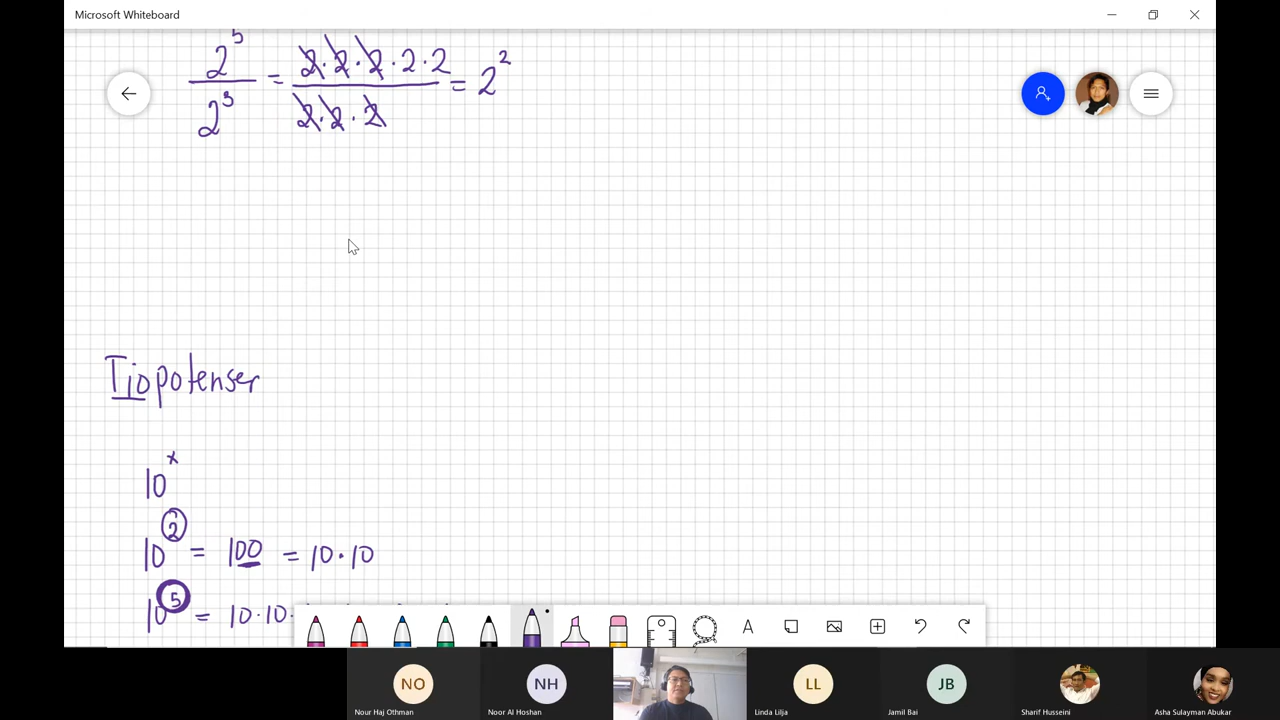 Microsoft Whiteboard
2^5 / 2^3 = 2·2·2·2·2 / 2·2·2 = 2^2
Tiopotenser
10^x
10^2 = 100 = 10·10
10^5 = 10·10·
A
NO NH LL JB
Nour Haj Othman Noor Al Hoshan Linda Lilja Jamil Bai Sharif Husseini Asha Sulayman Abukar